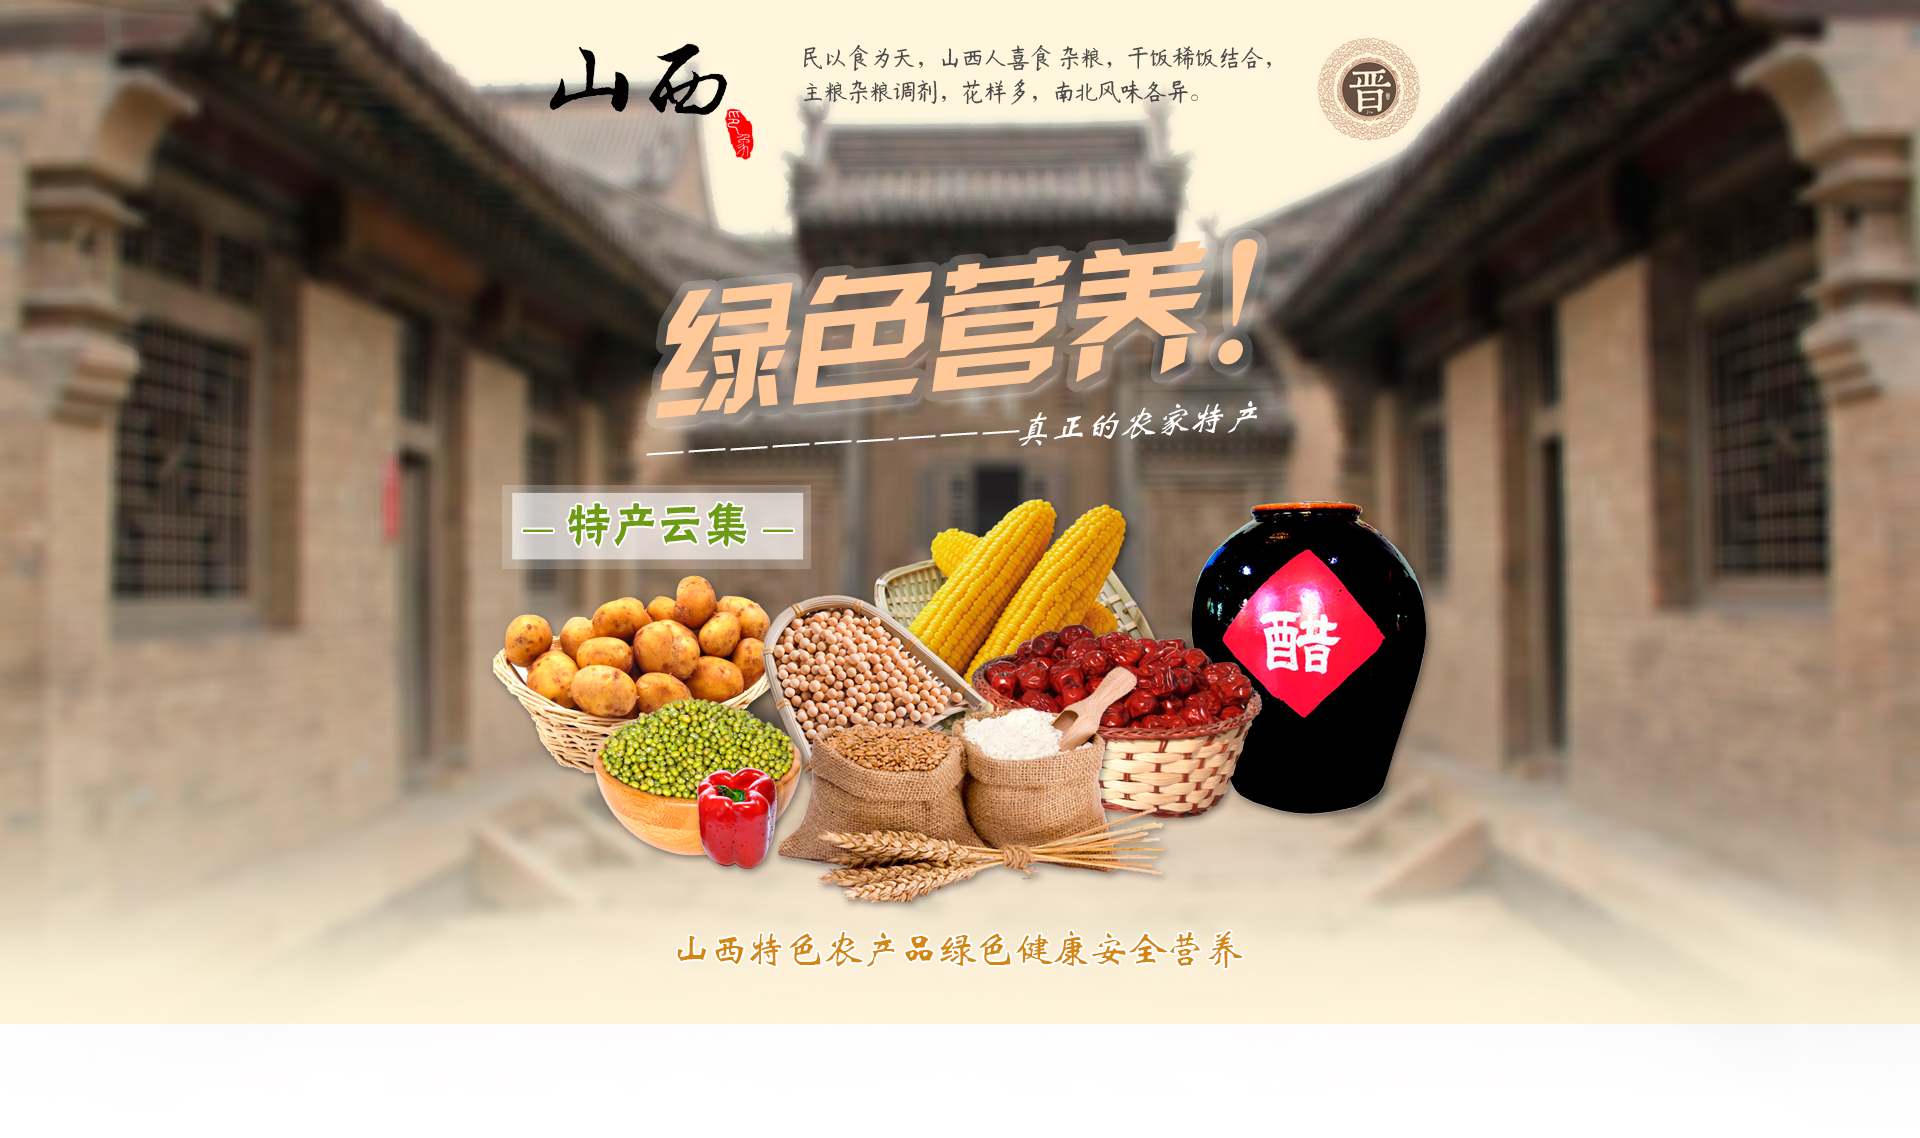 山西
印象
民以食为天，山西人喜食杂粮，干饭稀饭结合，
主粮杂粮调剂，花样多，南北风味各异。
晋
绿色营养！
————————真正的农家特产
— 特产云集 —
醋
山西特色农产品绿色健康安全营养